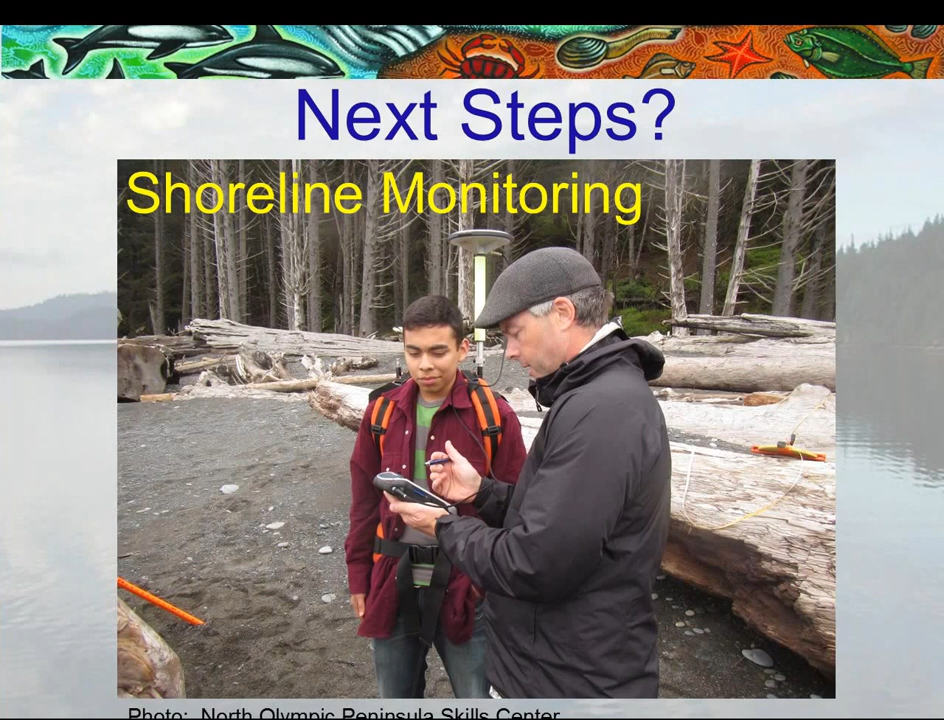 Next Steps?
Shoreline Monitoring
Photo: North Olympic Peninsula Skills Center